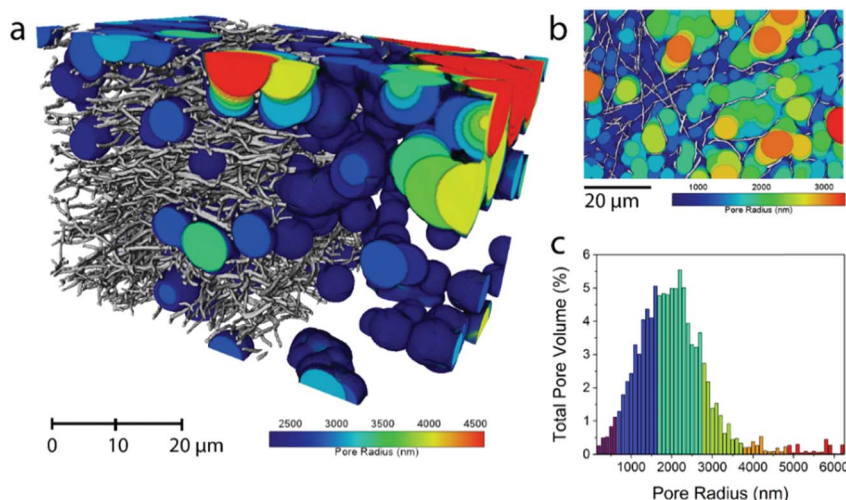 a
b
1000 2000 3000
20 µm
Pore Radius (nm)
c
6
5
4
3
2
1
0
Total Pore Volume (%)
1000 2000 3000 4000 5000 6000
Pore Radius (nm)
0 10 20 µm
2500 3000 3500 4000 4500
Pore Radius (nm)